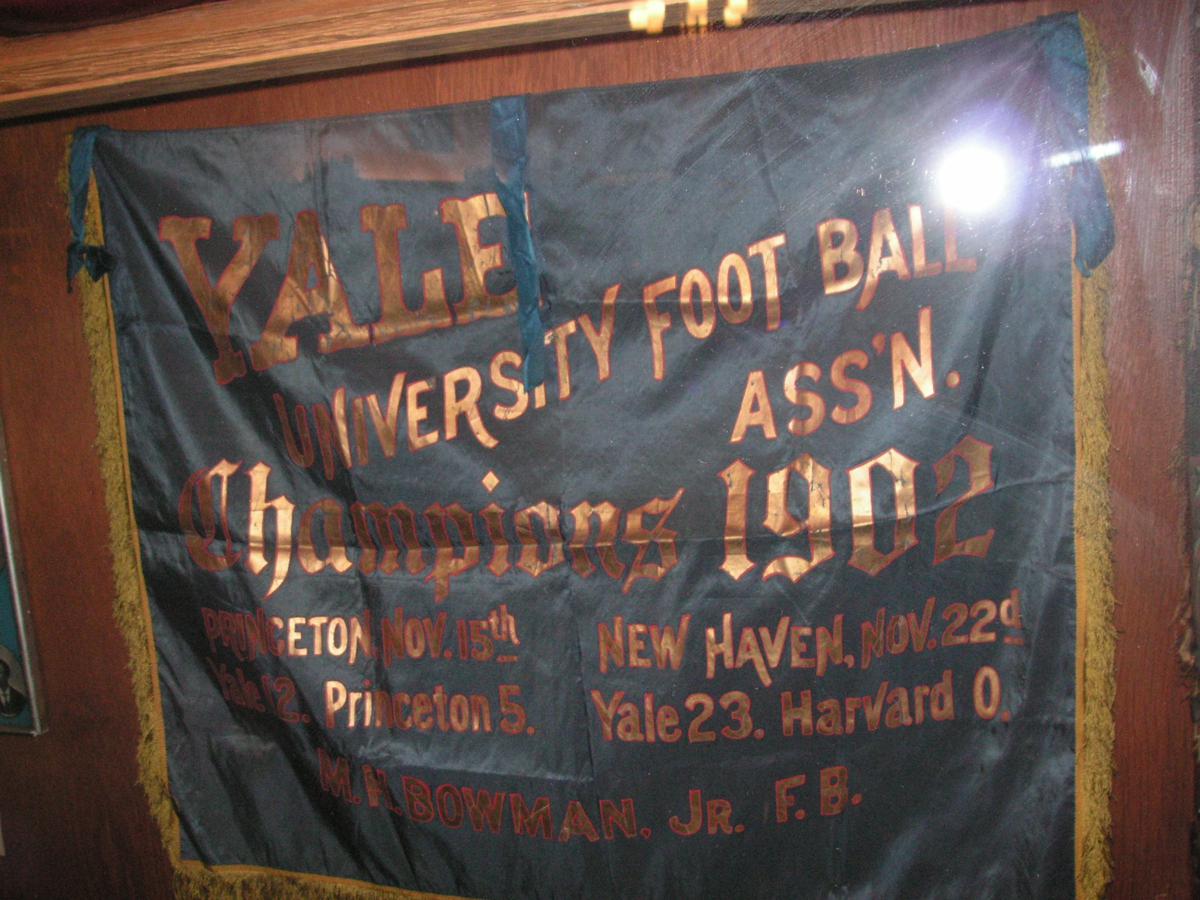 YALE
UNIVERSITY FOOT BALL
ASS'N.
Champions 1902
PRINCETON, NOV. 15th NEW HAVEN, NOV. 22d
Yale 12. Princeton 5. Yale 23. Harvard 0.
M. H. BOWMAN, JR. F. B.